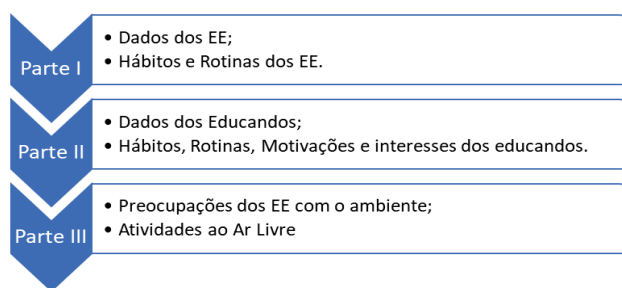 Parte I
• Dados dos EE;
• Hábitos e Rotinas dos EE.
Parte II
• Dados dos Educandos;
• Hábitos, Rotinas, Motivações e interesses dos educandos.
Parte III
• Preocupações dos EE com o ambiente;
• Atividades ao Ar Livre